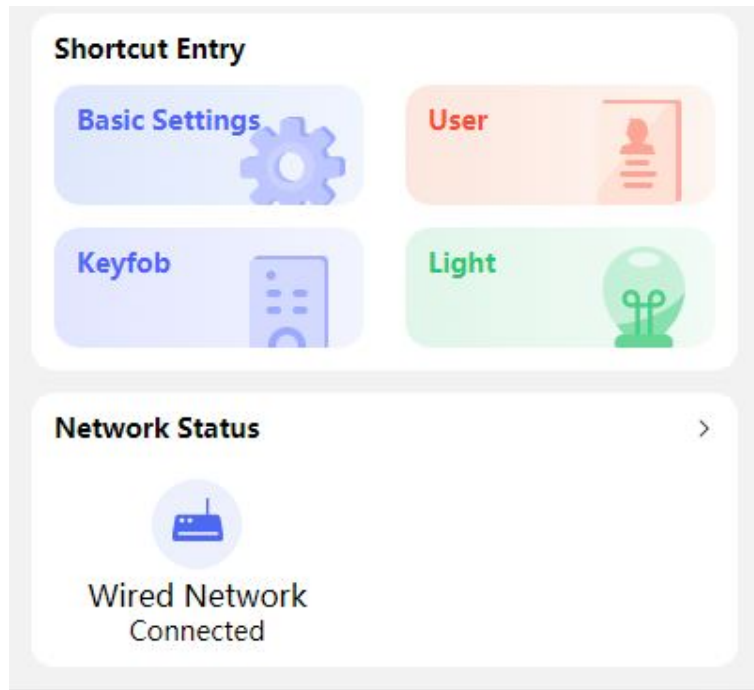 Shortcut Entry
Basic Settings
User
Keyfob
Light
Network Status
Wired Network
Connected